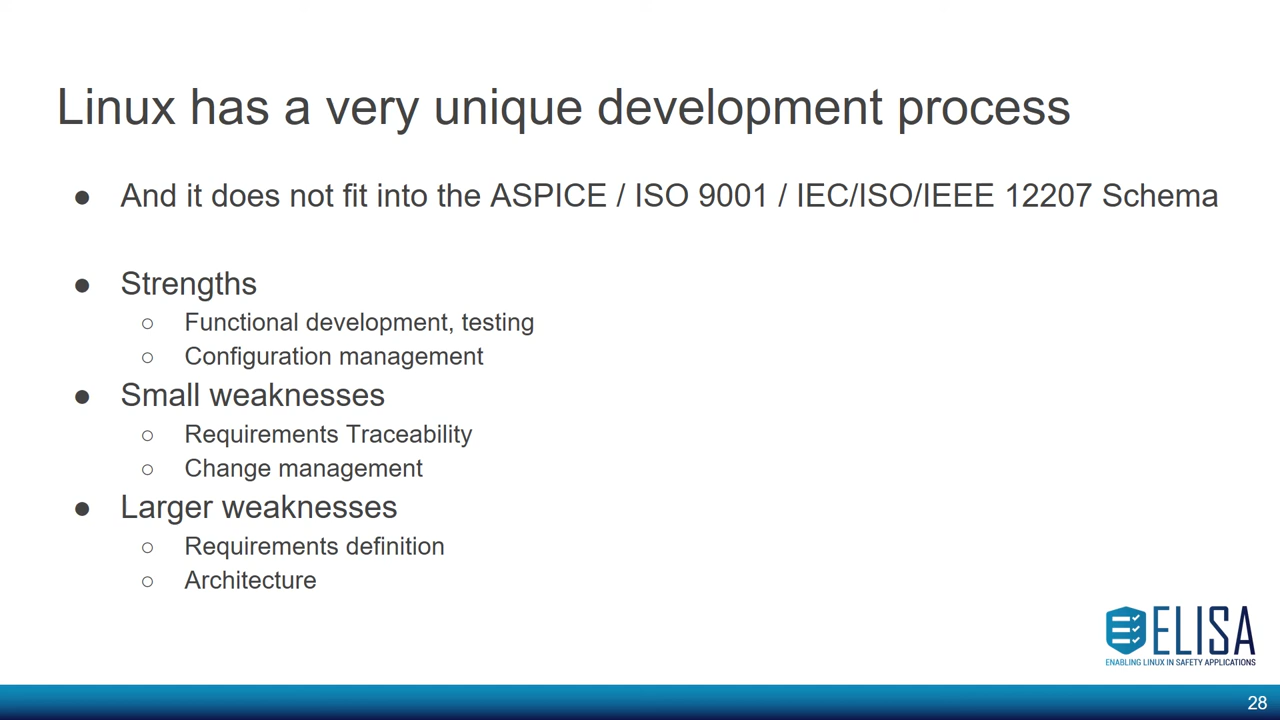 Linux has a very unique development process
● And it does not fit into the ASPICE / ISO 9001 / IEC/ISO/IEEE 12207 Schema
● Strengths
○ Functional development, testing
○ Configuration management
● Small weaknesses
○ Requirements Traceability
○ Change management
● Larger weaknesses
○ Requirements definition
○ Architecture
ELISA
ENABLING LINUX IN SAFETY APPLICATIONS
28